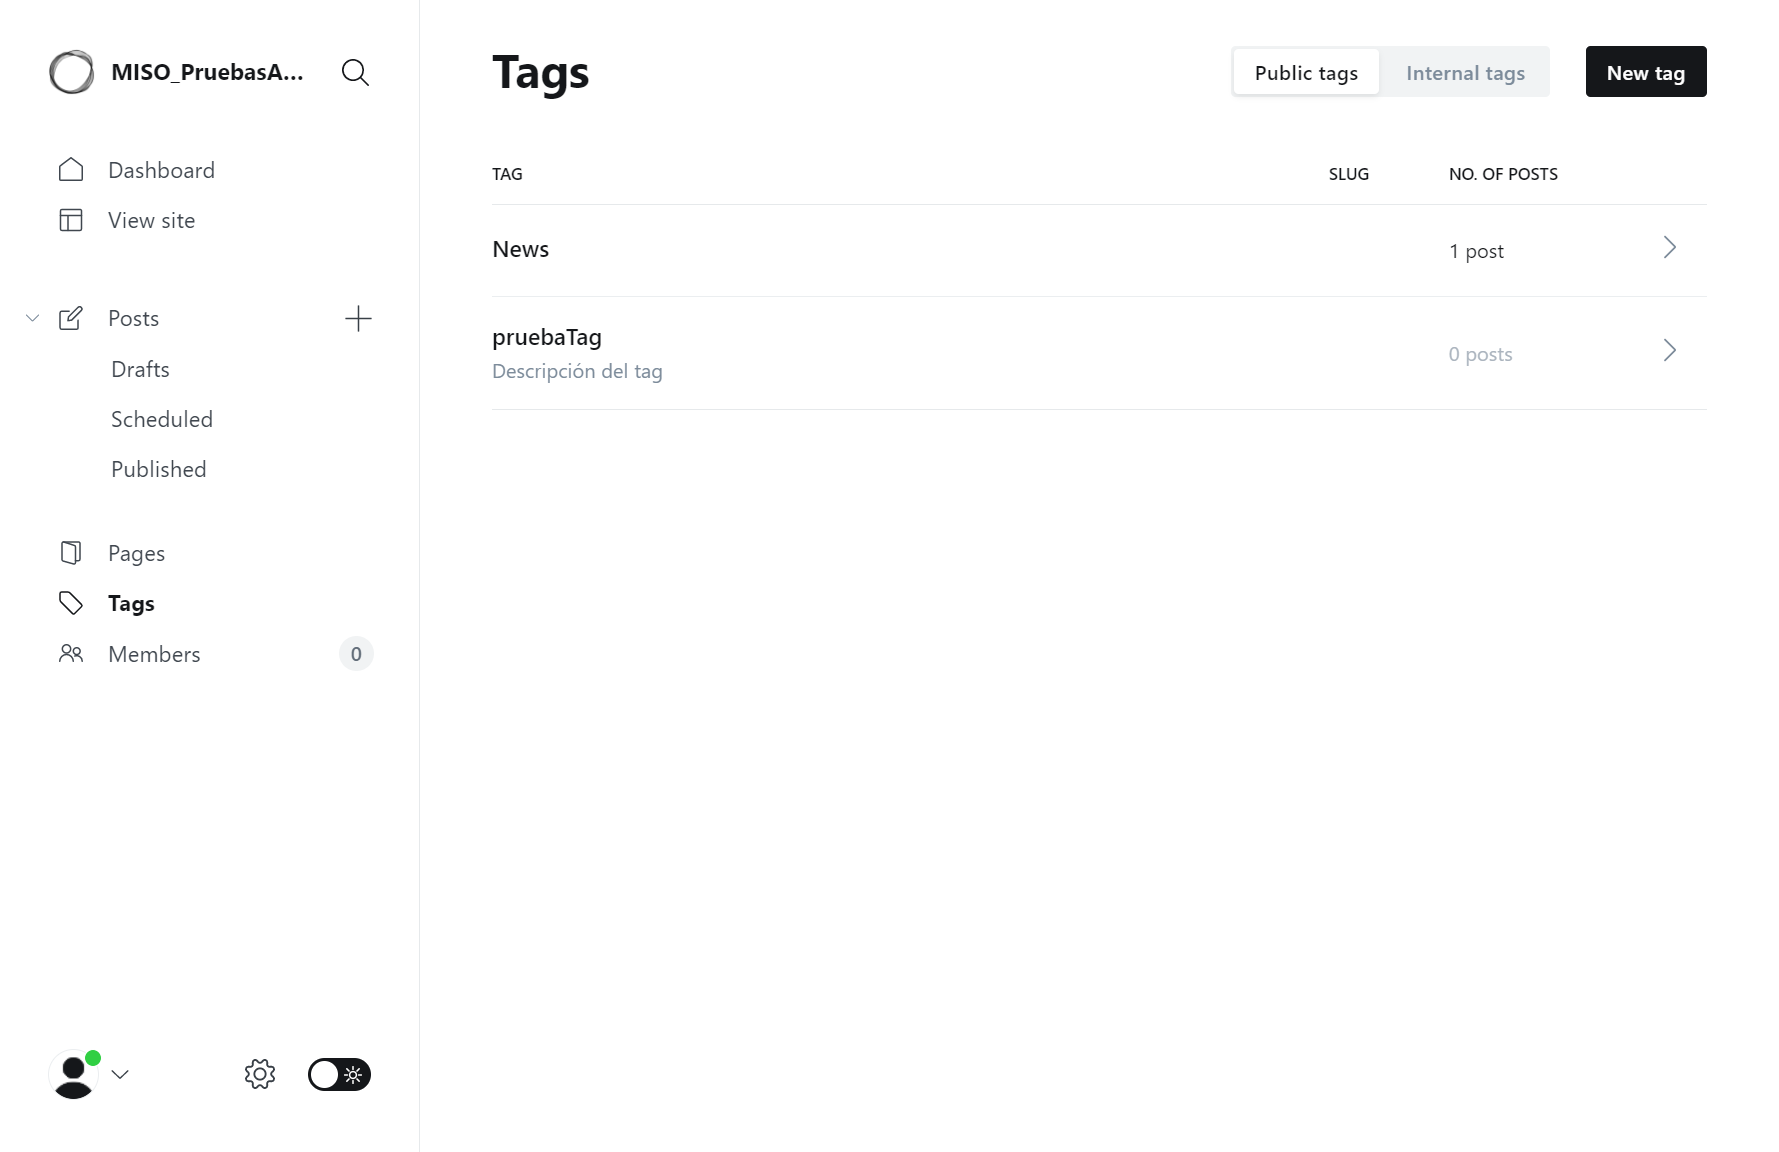 MISO_PruebasA...
Dashboard
View site
Posts
Drafts
Scheduled
Published
Pages
Tags
Members 0
Tags
Public tags Internal tags New tag
TAG SLUG NO. OF POSTS
News 1 post
pruebaTag
Descripción del tag 0 posts